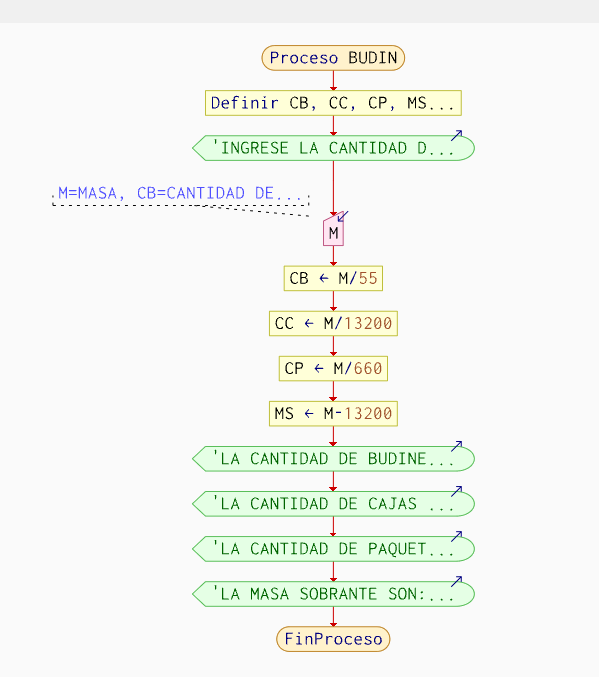 Proceso BUDIN
Definir CB, CC, CP, MS...
'INGRESE LA CANTIDAD D...
M=MASA, CB=CANTIDAD DE...
M
CB ← M/55
CC ← M/13200
CP ← M/660
MS ← M-13200
'LA CANTIDAD DE BUDINE...
'LA CANTIDAD DE CAJAS ...
'LA CANTIDAD DE PAQUET...
'LA MASA SOBRANTE SON:...
FinProceso